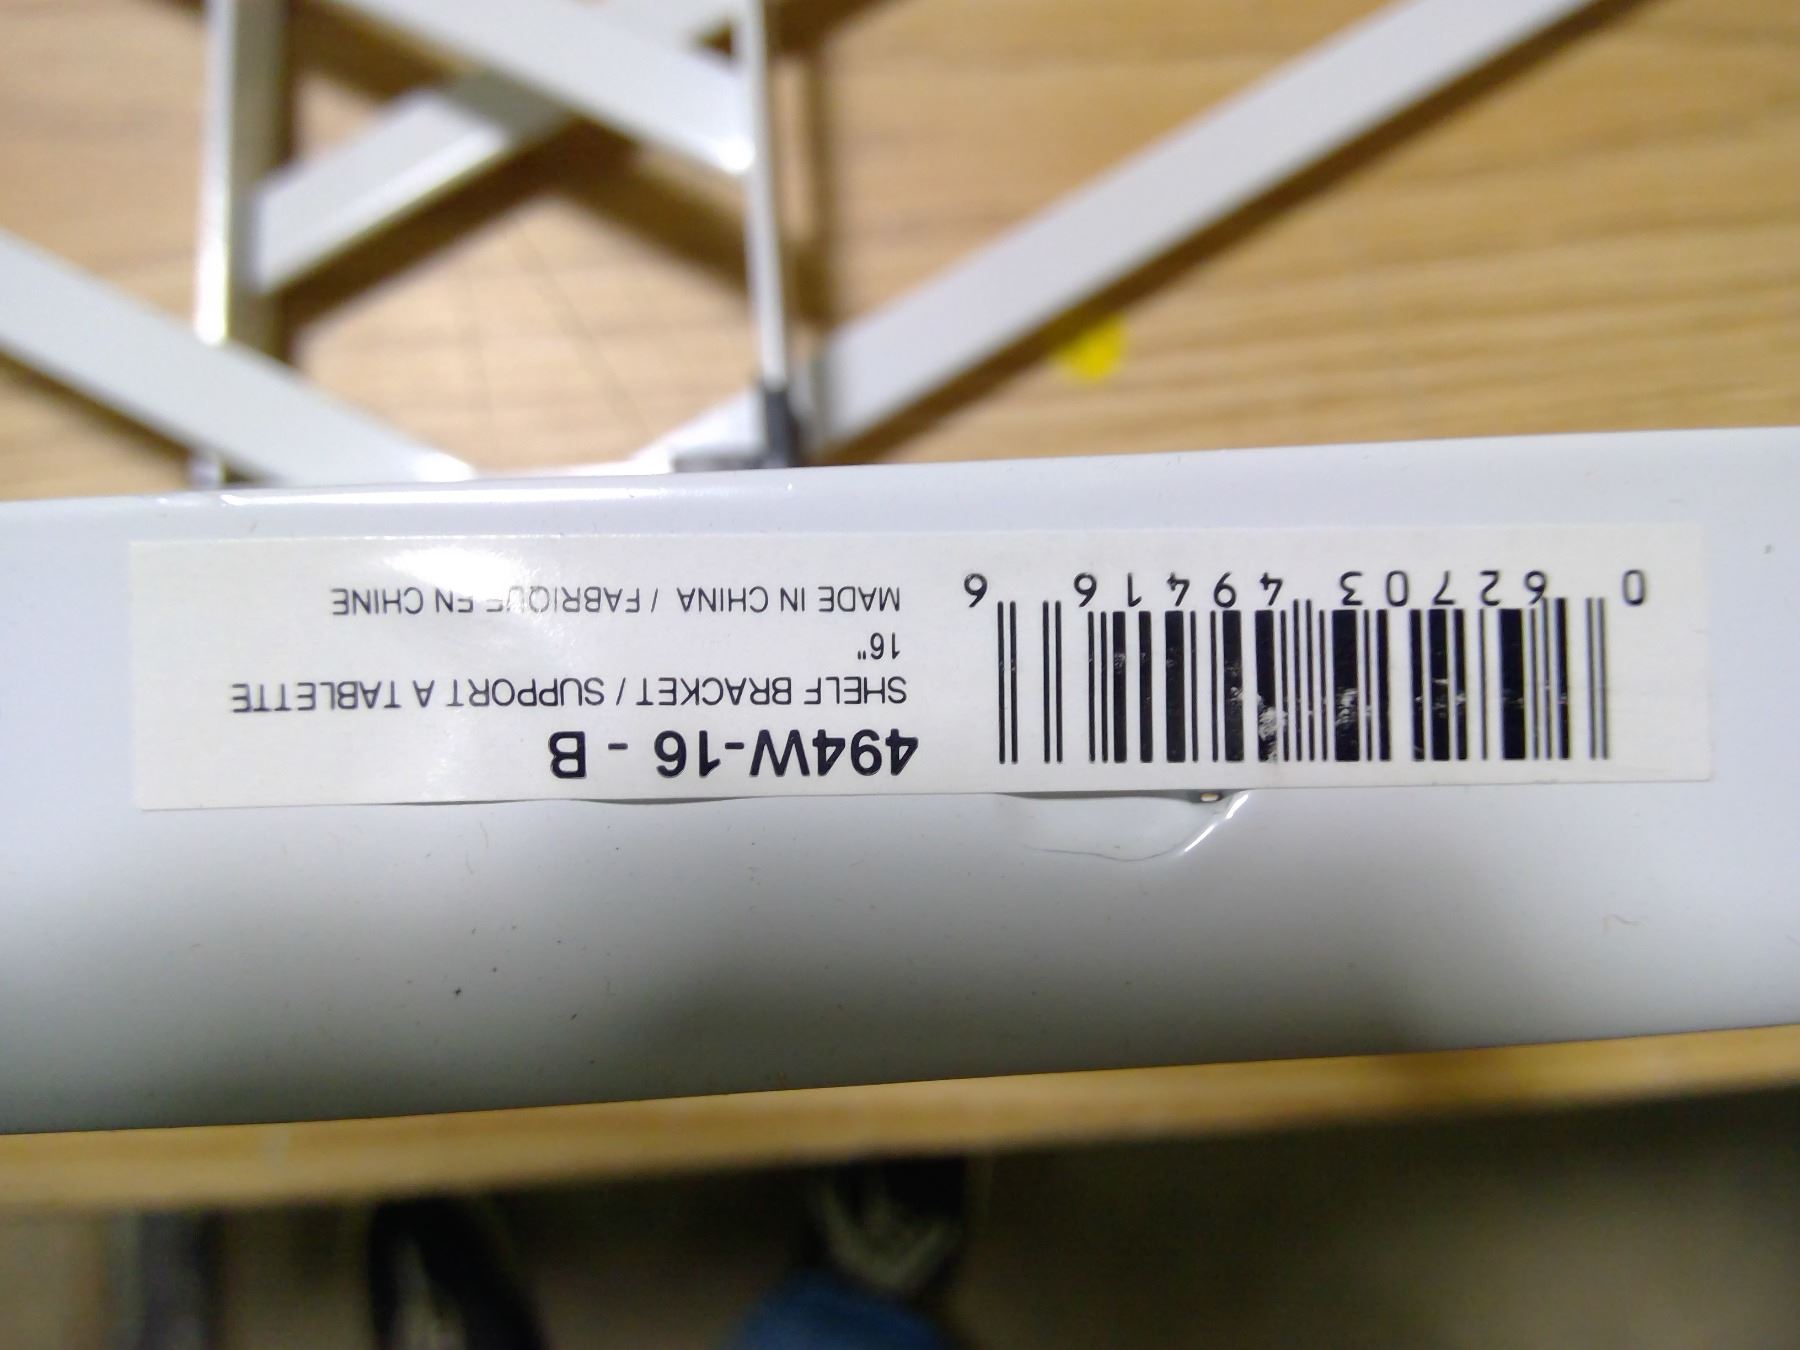 494W-16 - B
SHELF BRACKET / SUPPORT A TABLETTE
16"
MADE IN CHINA / FABRIQUE EN CHINE
0 62703 49416 6